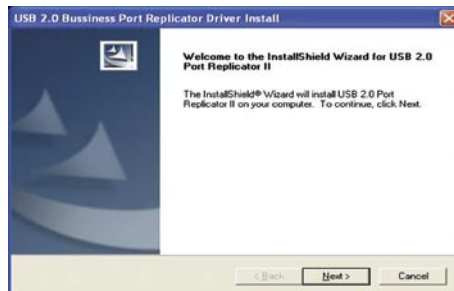 USB 2.0 Bussiness Port Replicator Driver Install
Welcome to the InstallShield Wizard for USB 2.0
Port Replicator II
The InstallShield® Wizard will install USB 2.0 Port
Replicator II on your computer. To continue, click Next.
< Back Next > Cancel